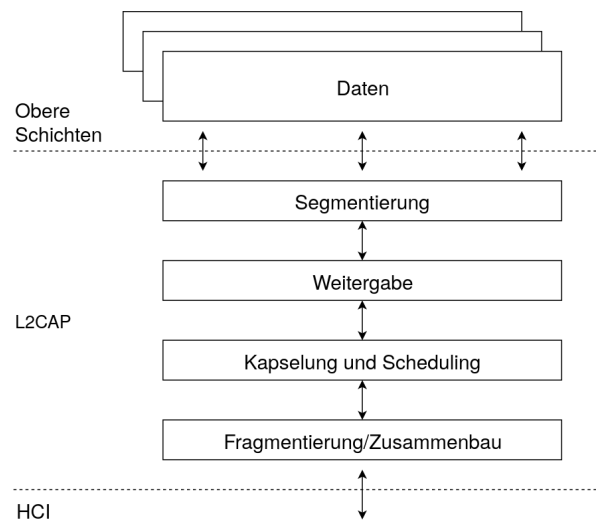 Daten
Obere
Schichten
Segmentierung
Weitergabe
L2CAP
Kapselung und Scheduling
Fragmentierung/Zusammenbau
HCI